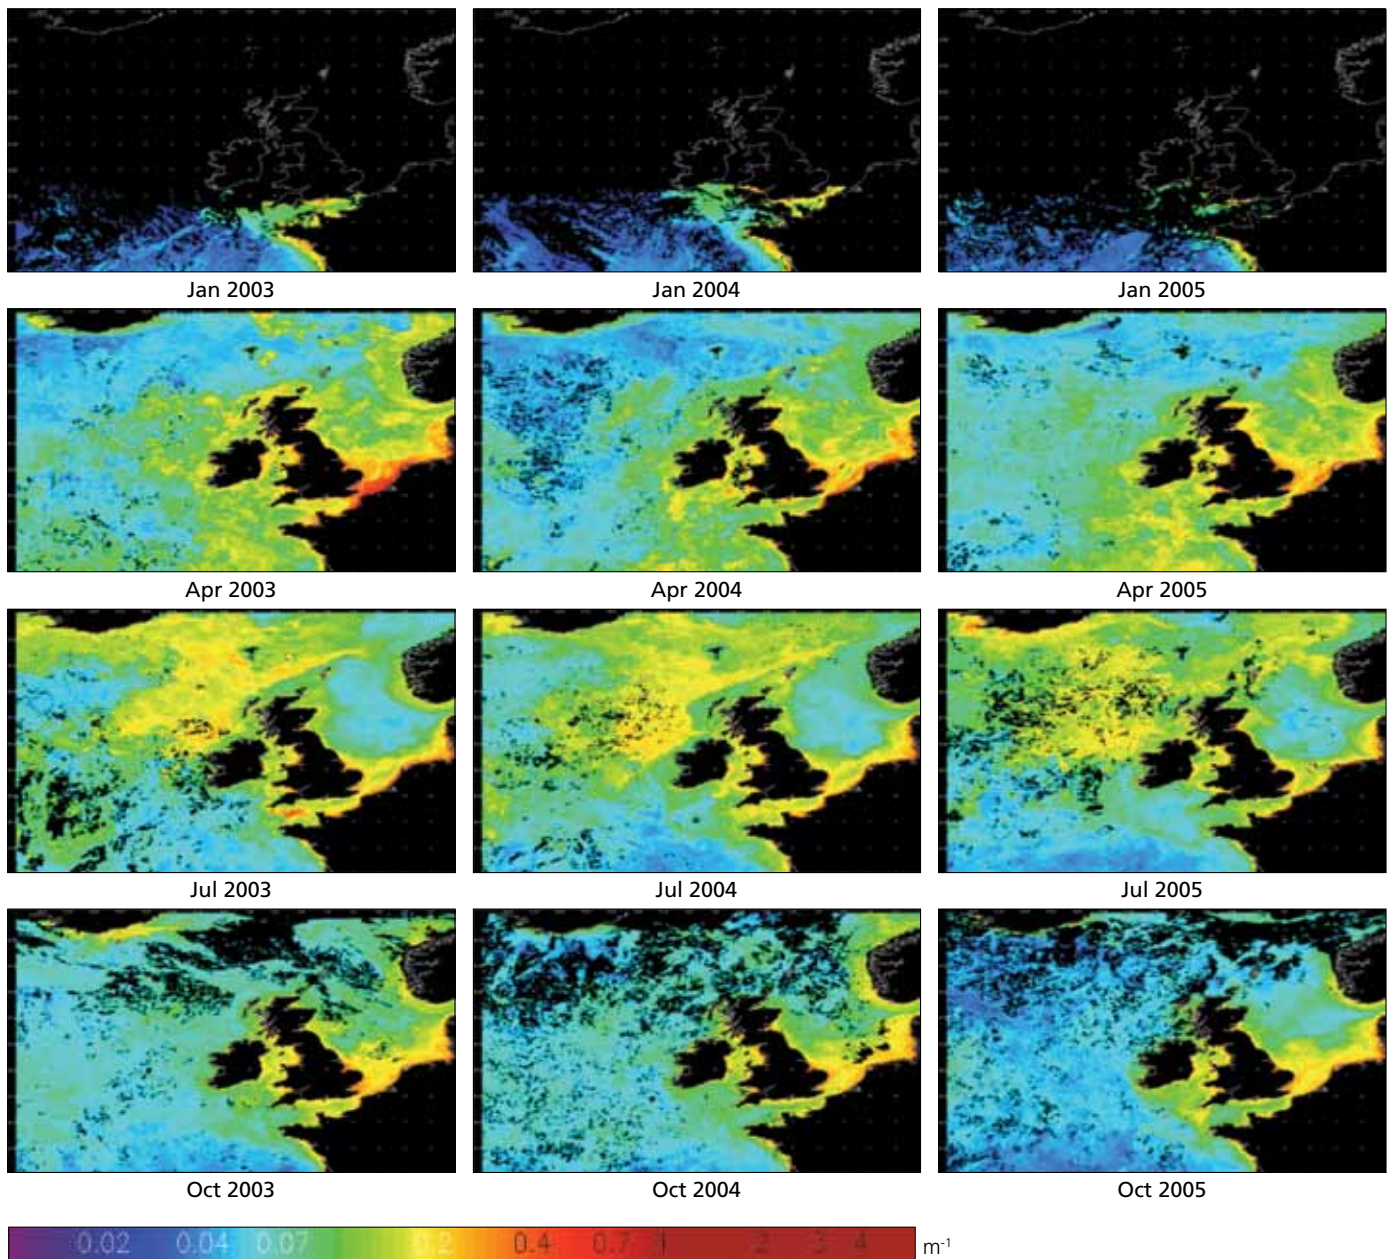 Jan 2003
Jan 2004
Jan 2005
Apr 2003
Apr 2004
Apr 2005
Jul 2003
Jul 2004
Jul 2005
Oct 2003
Oct 2004
Oct 2005
0.02 0.04 0.07 0.2 0.4 0.7 1 2 3 4 m⁻¹